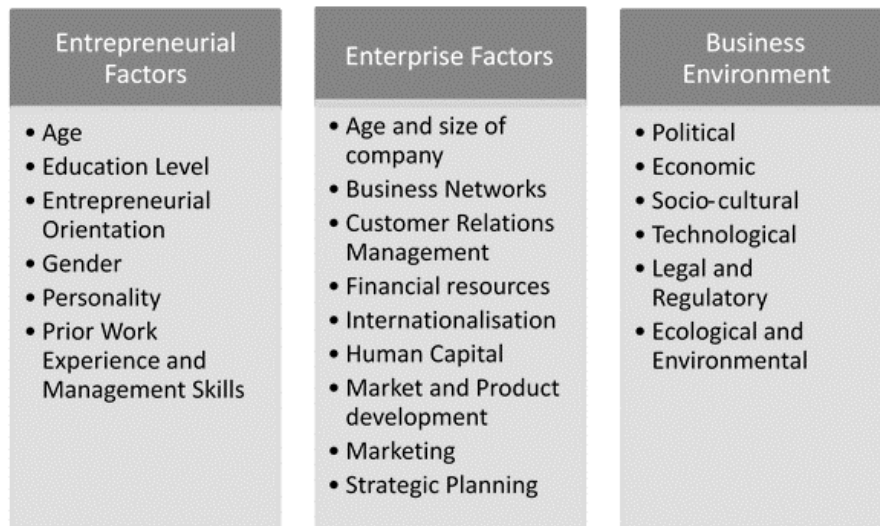 Entrepreneurial
Factors
• Age
• Education Level
• Entrepreneurial
Orientation
• Gender
• Personality
• Prior Work
Experience and
Management Skills
Enterprise Factors
• Age and size of
company
• Business Networks
• Customer Relations
Management
• Financial resources
• Internationalisation
• Human Capital
• Market and Product
development
• Marketing
• Strategic Planning
Business
Environment
• Political
• Economic
• Socio-cultural
• Technological
• Legal and
Regulatory
• Ecological and
Environmental